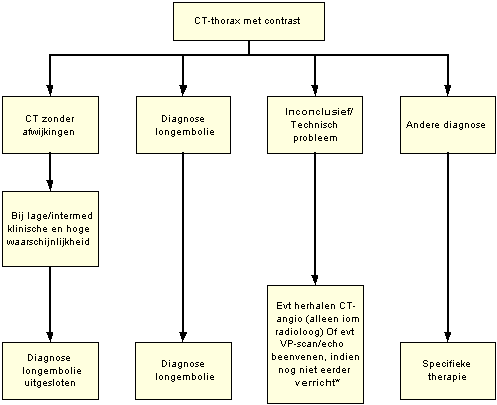 CT-thorax met contrast
CT zonder
afwijkingen
Diagnose
longembolie
Inconclusief/
Technisch
probleem
Andere diagnose
Bij lage/intermed
klinische en hoge
waarschijnlijkheid
Diagnose
longembolie
uitgesloten
Diagnose
longembolie
Evt herhalen CT-
angio (alleen iom
radioloog) Of evt
VP-scan/echo
beenvenen, indien
nog niet eerder
verricht*
Specifieke
therapie